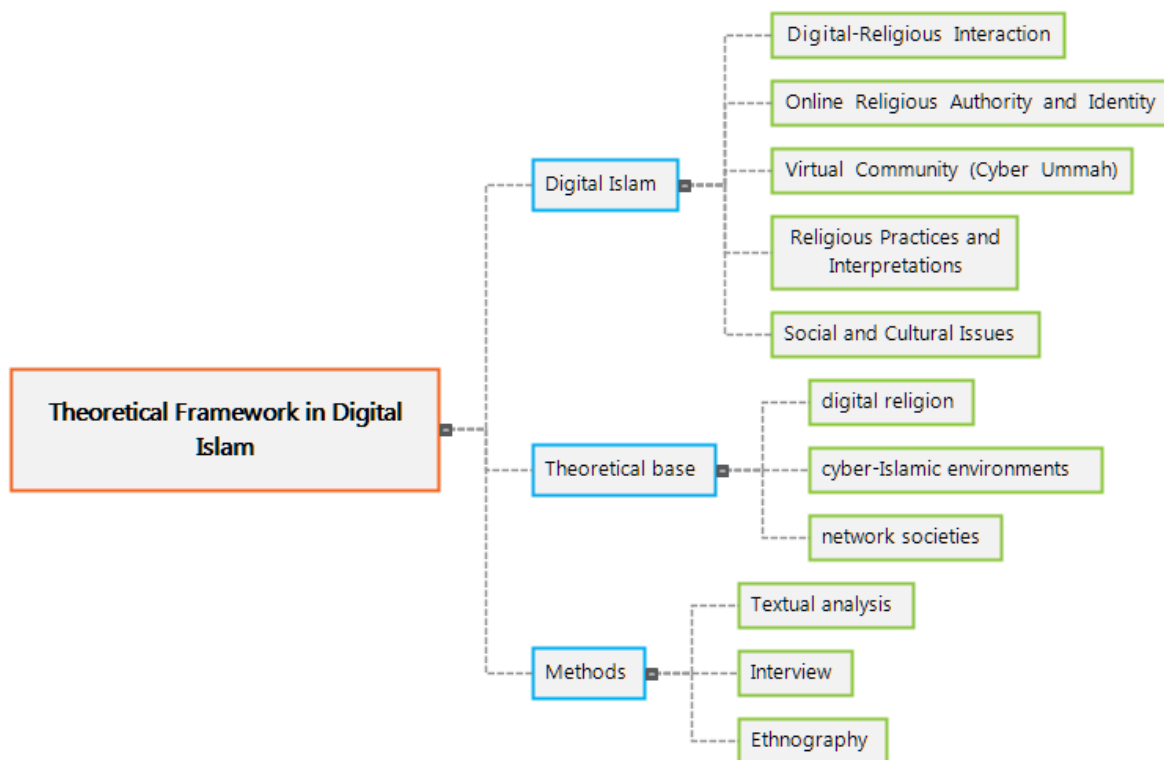 Theoretical Framework in Digital
Islam
Digital Islam
Digital-Religious Interaction
Online Religious Authority and Identity
Virtual Community (Cyber Ummah)
Religious Practices and
Interpretations
Social and Cultural Issues
Theoretical base
digital religion
cyber-Islamic environments
network societies
Methods
Textual analysis
Interview
Ethnography